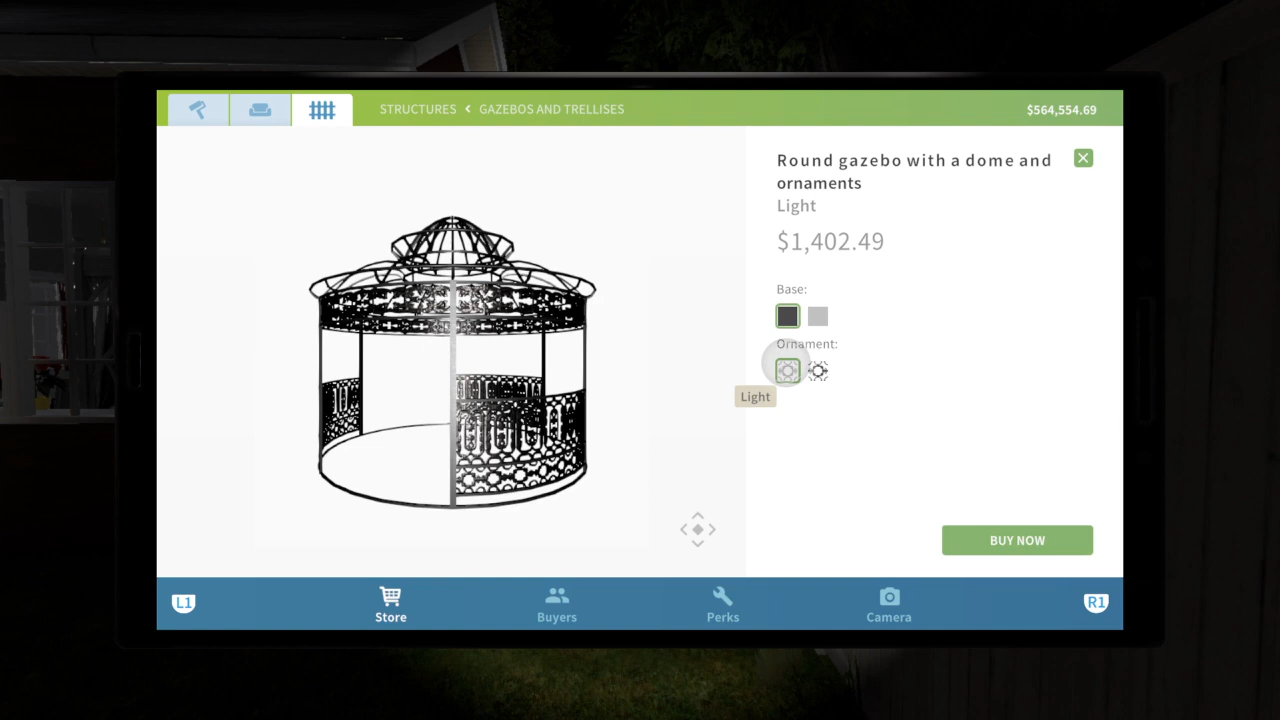 STRUCTURES < GAZEBOS AND TRELLISES
$564,554.69
Round gazebo with a dome and
ornaments
Light
$1,402.49
Base:
Ornament:
Light
BUY NOW
L1
Store
Buyers
Perks
Camera
R1